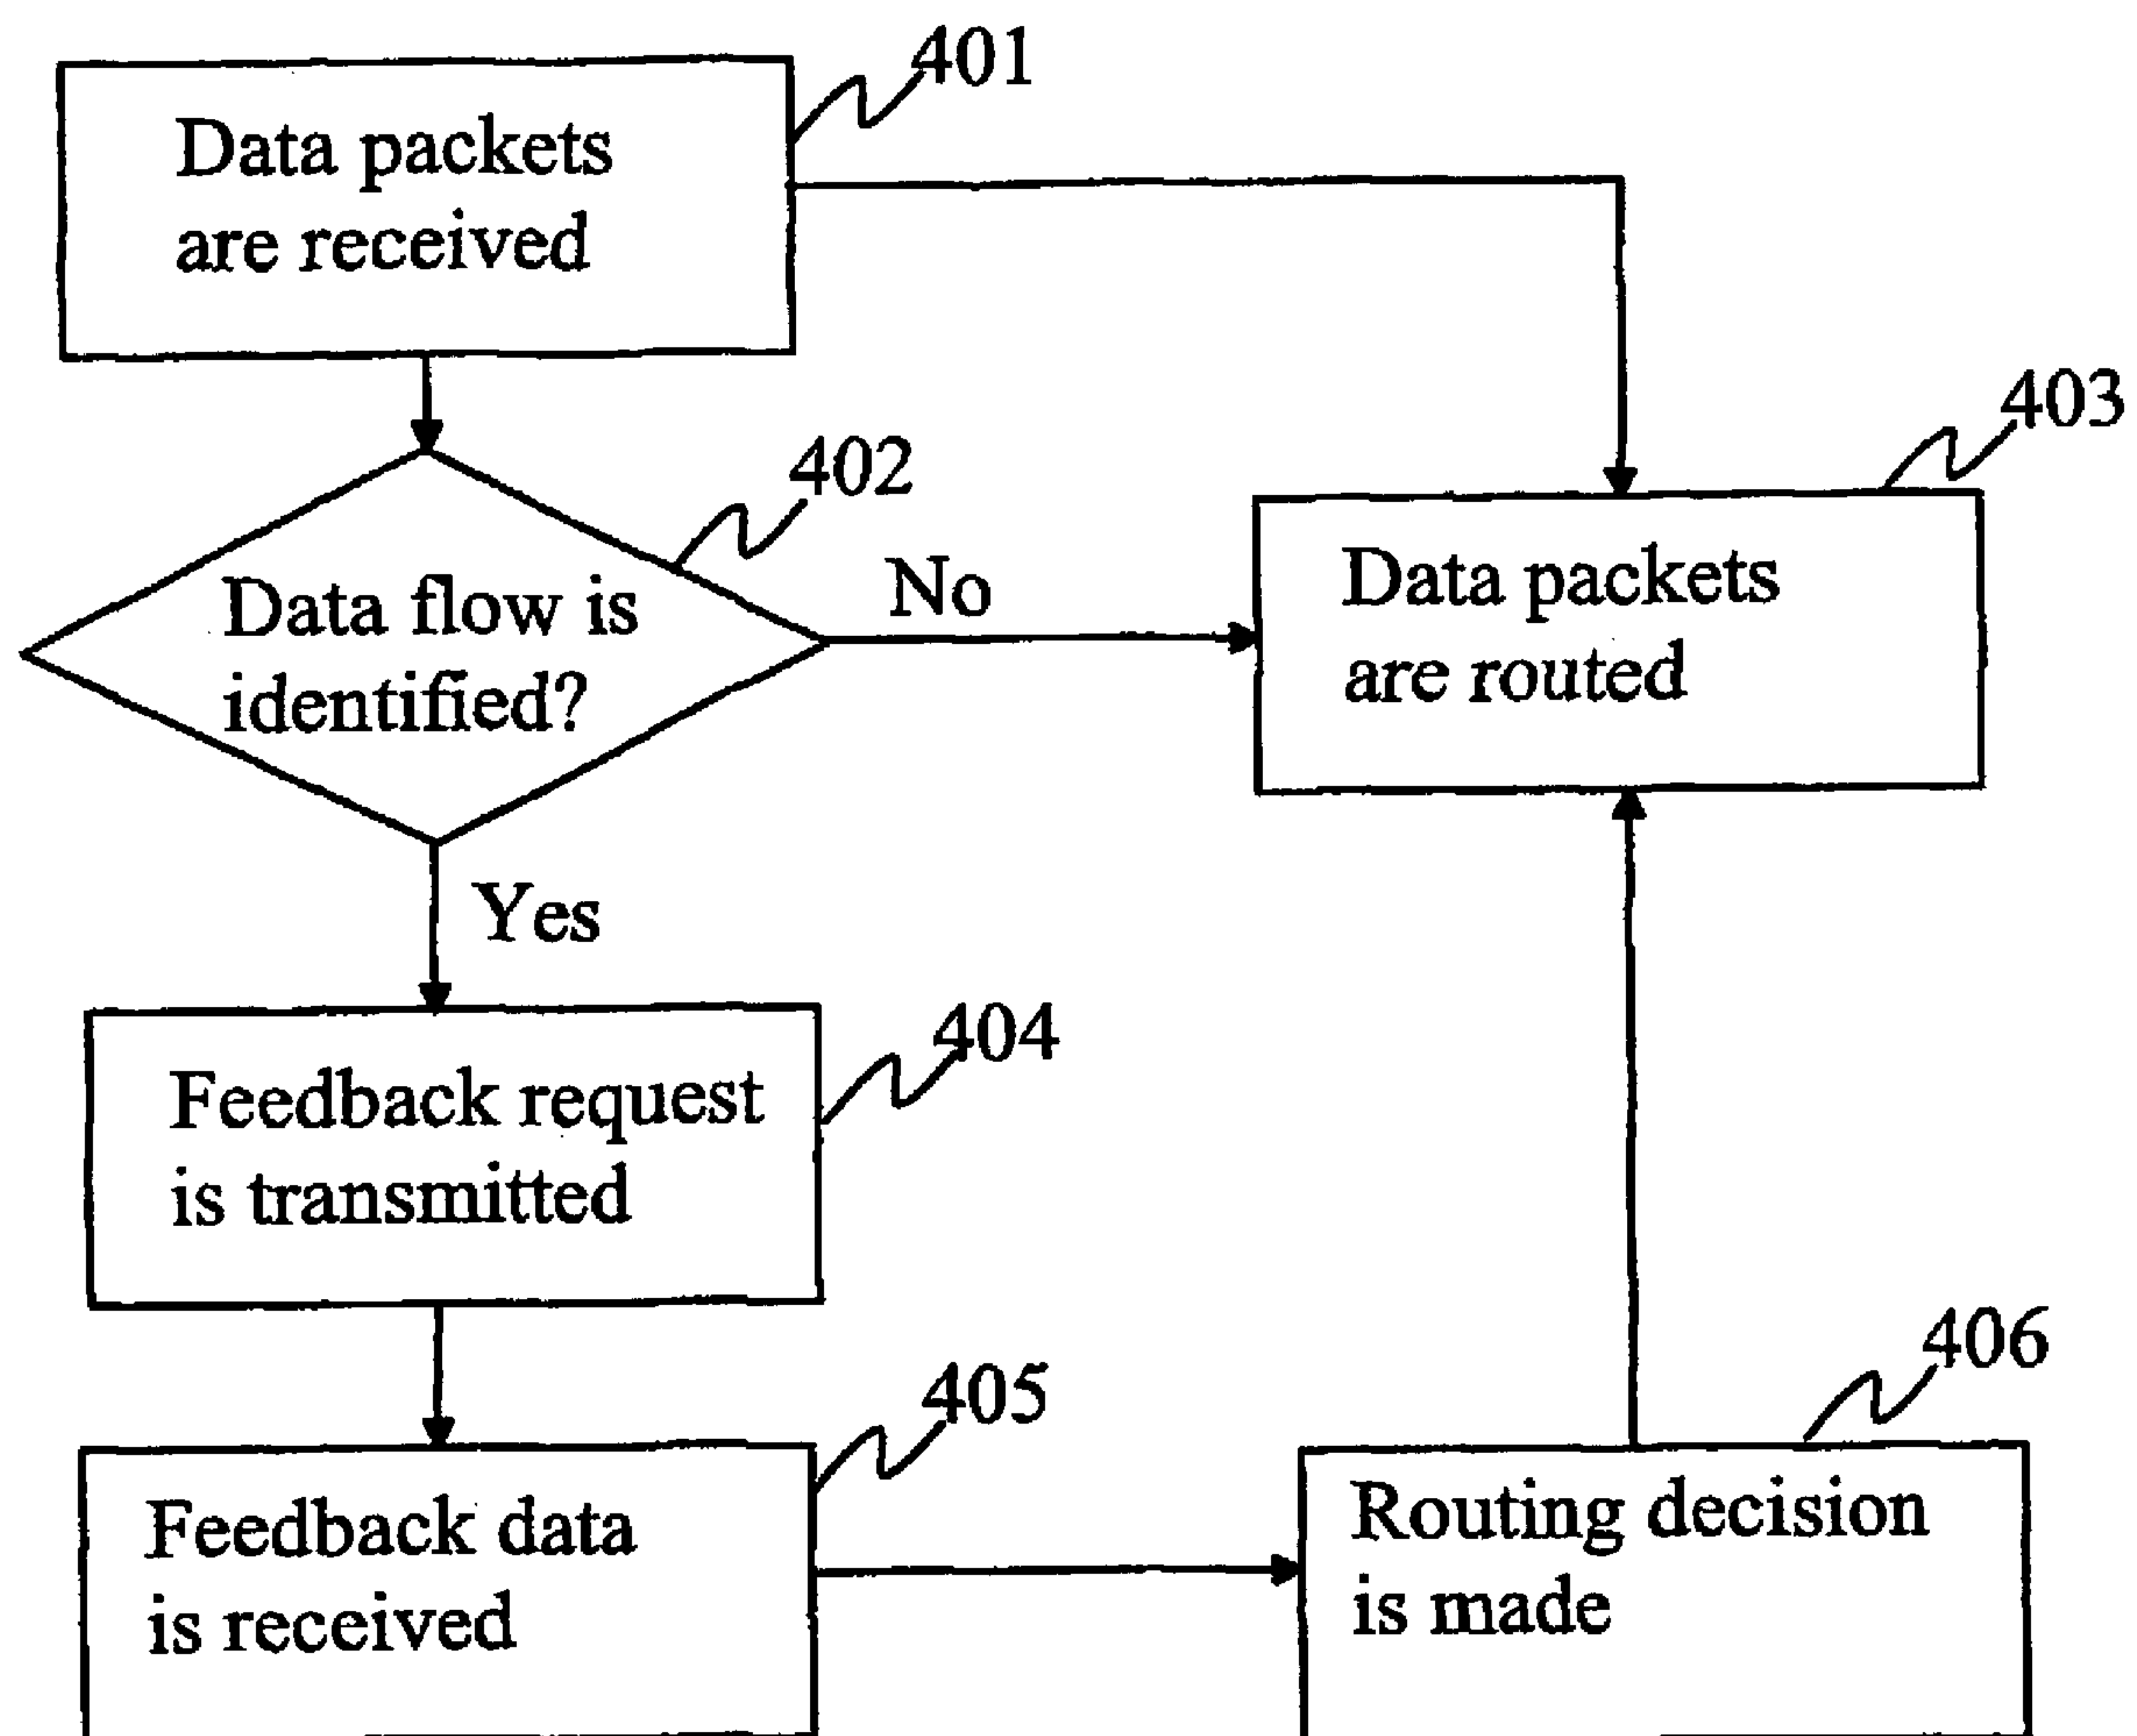 401
Data packets
are received
402
Data flow is
identified?
No
403
Data packets
are routed
Yes
404
Feedback request
is transmitted
405
Feedback data
is received
406
Routing decision
is made